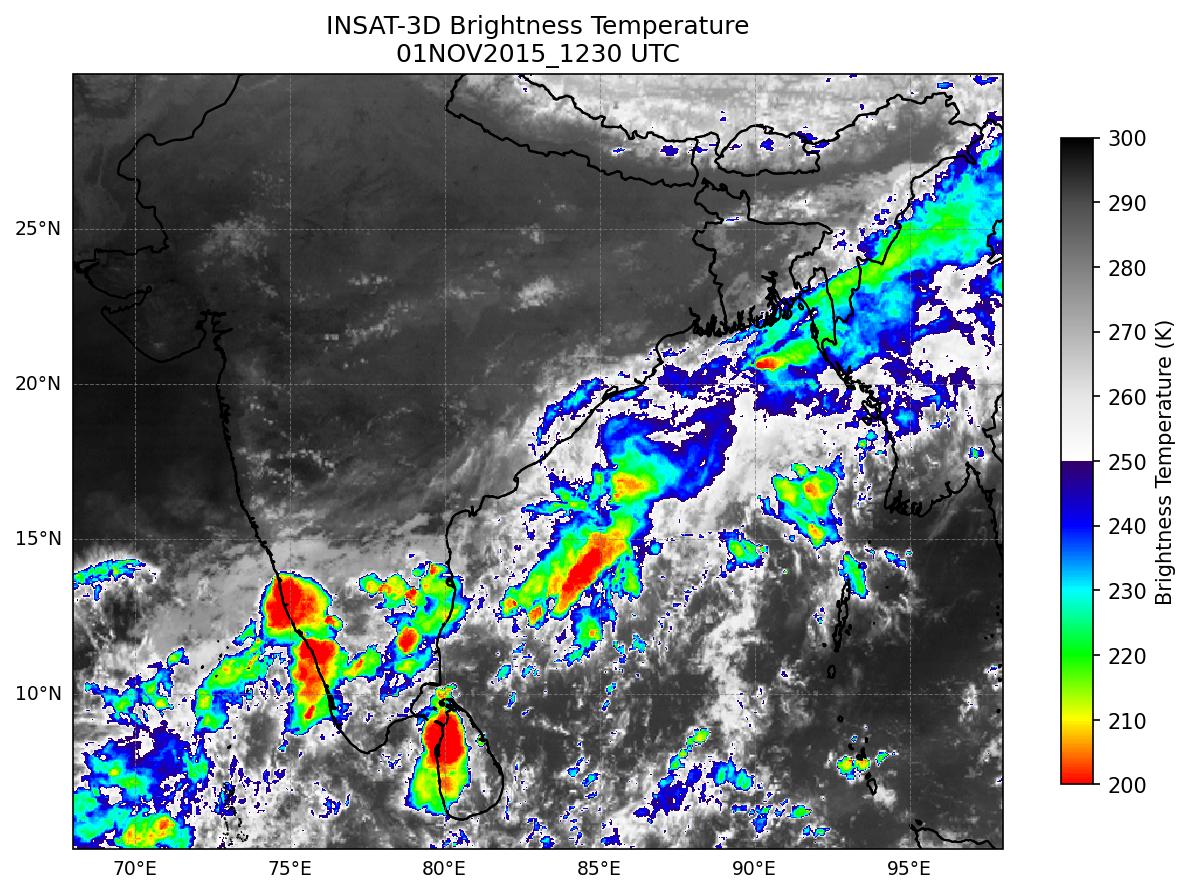 INSAT-3D Brightness Temperature
01NOV2015_1230 UTC
25°N
20°N
15°N
10°N
70°E
75°E
80°E
85°E
90°E
95°E
300
290
280
270
260
250
240
230
220
210
200
Brightness Temperature (K)